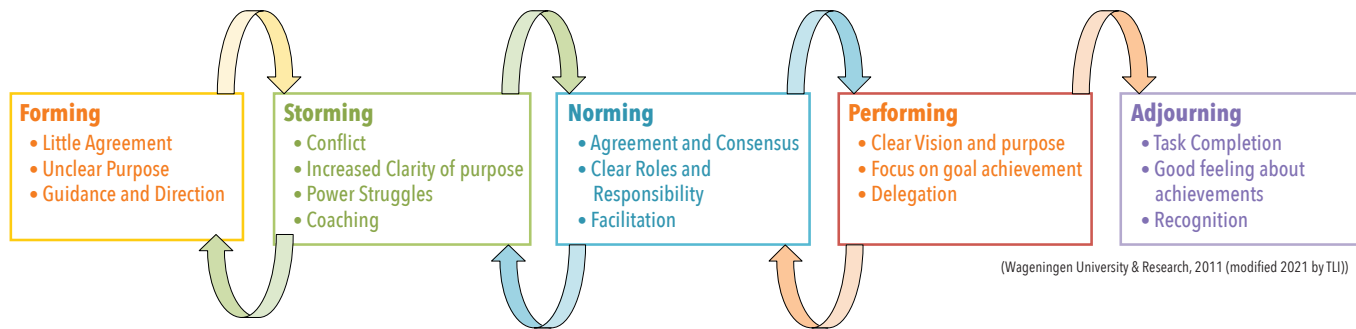 Forming
• Little Agreement
• Unclear Purpose
• Guidance and Direction
Storming
• Conflict
• Increased Clarity of purpose
• Power Struggles
• Coaching
Norming
• Agreement and Consensus
• Clear Roles and
Responsibility
• Facilitation
Performing
• Clear Vision and purpose
• Focus on goal achievement
• Delegation
Adjourning
• Task Completion
• Good feeling about
achievements
• Recognition
(Wageningen University & Research, 2011 (modified 2021 by TLI))